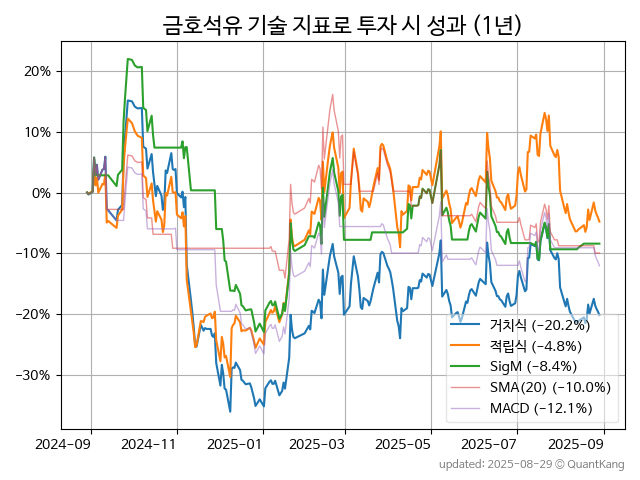 금호석유 기술 지표로 투자 시 성과 (1년)
20%
10%
0%
−10%
−20%
−30%
거치식 (−20.2%)
적립식 (−4.8%)
SigM (−8.4%)
SMA(20) (−10.0%)
MACD (−12.1%)
2024-09 2024-11 2025-01 2025-03 2025-05 2025-07 2025-09
updated: 2025-08-29 © QuantKang